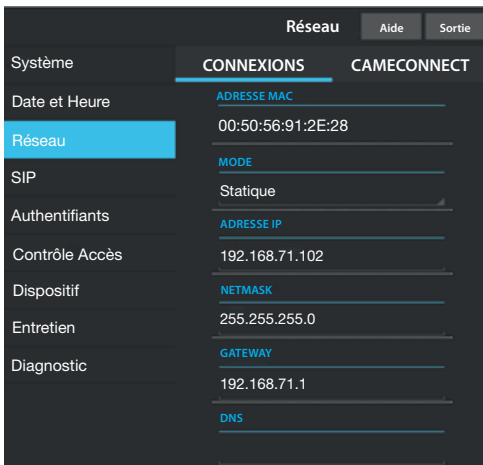 Réseau Aide Sortie
Système
CONNEXIONS CAMECONNECT
Date et Heure
Réseau
SIP
Authentifiants
Contrôle Accès
Dispositif
Entretien
Diagnostic
ADRESSE MAC
00:50:56:91:2E:28
MODE
Statique
ADRESSE IP
192.168.71.102
NETMASK
255.255.255.0
GATEWAY
192.168.71.1
DNS